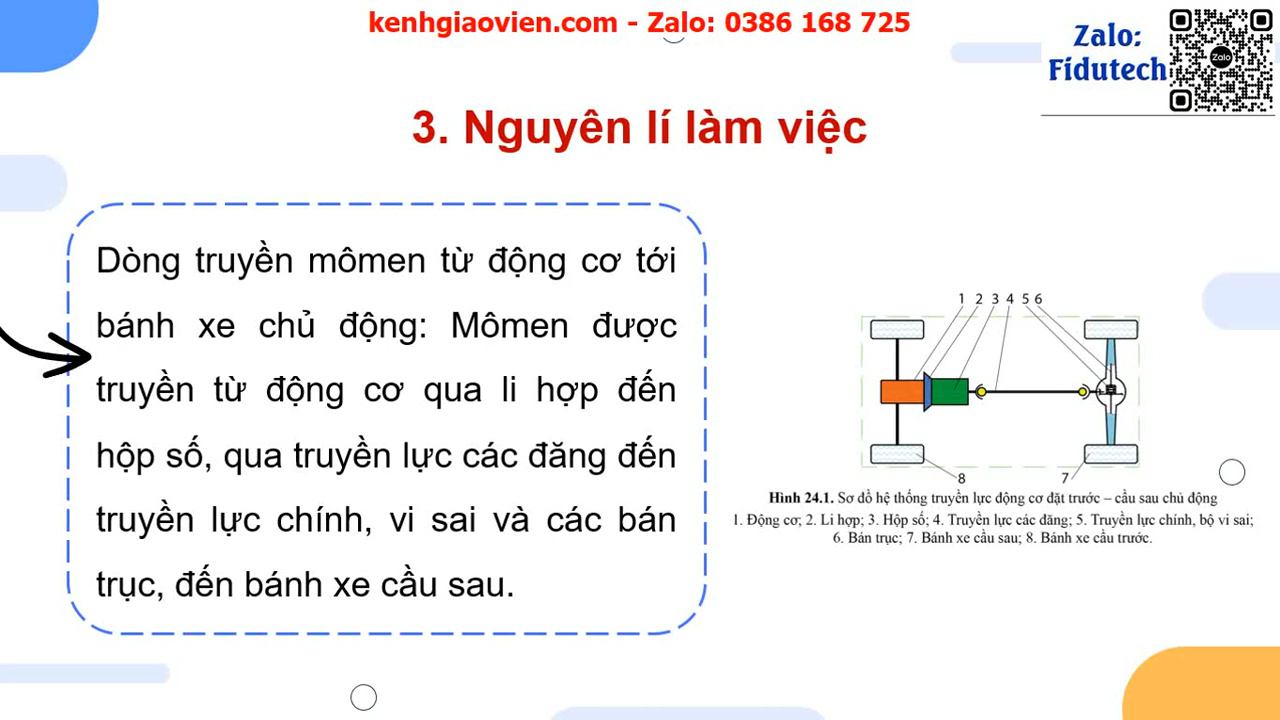 kenhgiaovien.com - Zalo: 0386 168 725
Zalo:
Fidutech
Zalo
3. Nguyên lí làm việc
Dòng truyền mômen từ động cơ tới
bánh xe chủ động: Mômen được
truyền từ động cơ qua li hợp đến
hộp số, qua truyền lực các đăng đến
truyền lực chính, vi sai và các bán
trục, đến bánh xe cầu sau.
1 2 3 4 5 6
8 7
Hình 24.1. Sơ đồ hệ thống truyền lực động cơ đặt trước – cầu sau chủ động
1. Động cơ; 2. Li hợp; 3. Hộp số; 4. Truyền lực các đăng; 5. Truyền lực chính, bộ vi sai;
6. Bán trục; 7. Bánh xe cầu sau; 8. Bánh xe cầu trước.